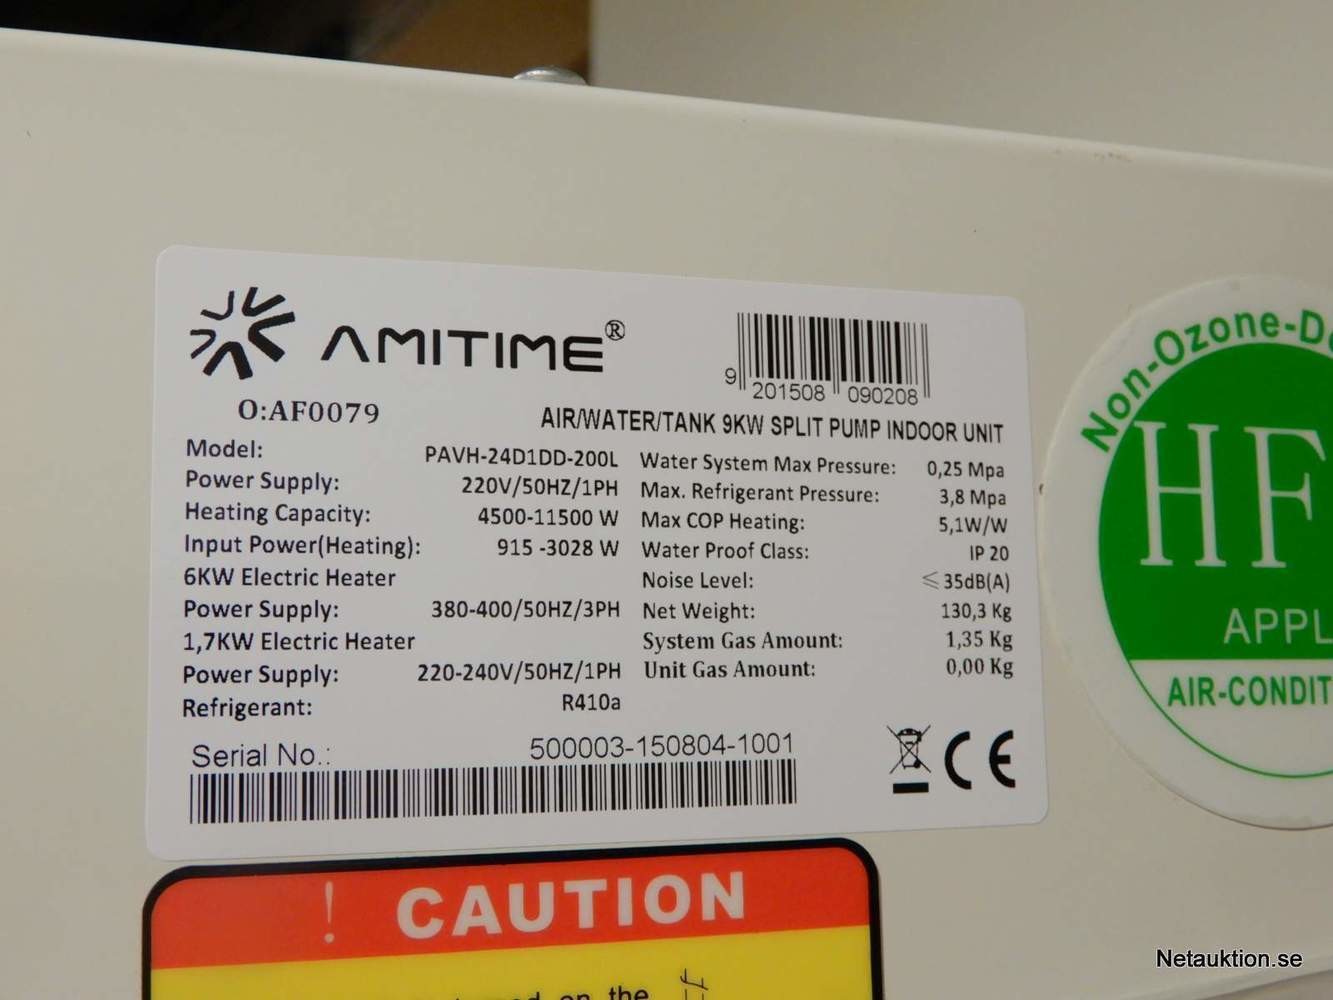 AMITIME®
9 201508 090208
O:AF0079
AIR/WATER/TANK 9KW SPLIT PUMP INDOOR UNIT
Model: PAVH-24D1DD-200L
Power Supply: 220V/50HZ/1PH
Heating Capacity: 4500-11500 W
Input Power(Heating): 915 -3028 W
6KW Electric Heater
Power Supply: 380-400/50HZ/3PH
1,7KW Electric Heater
Power Supply: 220-240V/50HZ/1PH
Refrigerant: R410a
Water System Max Pressure: 0,25 Mpa
Max. Refrigerant Pressure: 3,8 Mpa
Max COP Heating: 5,1W/W
Water Proof Class: IP 20
Noise Level: ≤35dB(A)
Net Weight: 130,3 Kg
System Gas Amount: 1,35 Kg
Unit Gas Amount: 0,00 Kg
Serial No.: 500003-150804-1001
CE
Non-Ozone-De
HF
APPL
AIR-CONDIT
! CAUTION
on the
Netauktion.se